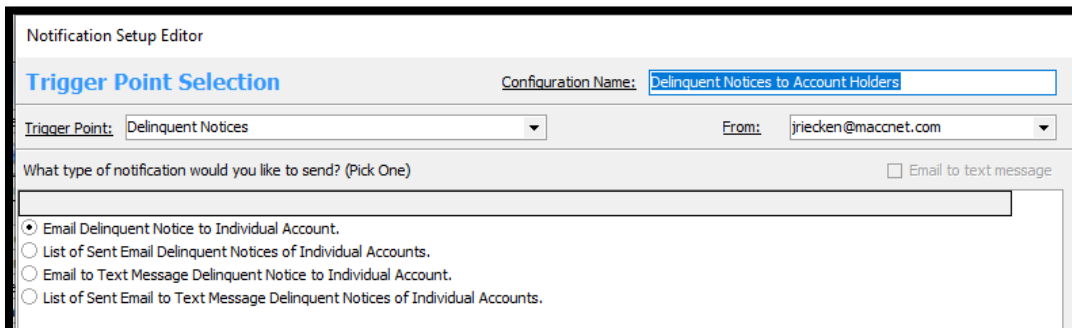 Notification Setup Editor
Trigger Point Selection Configuration Name: Delinquent Notices to Account Holders
Trigger Point: Delinquent Notices From: jriecken@maccnet.com
What type of notification would you like to send? (Pick One) Email to text message
Email Delinquent Notice to Individual Account.
List of Sent Email Delinquent Notices of Individual Accounts.
Email to Text Message Delinquent Notice to Individual Account.
List of Sent Email to Text Message Delinquent Notices of Individual Accounts.